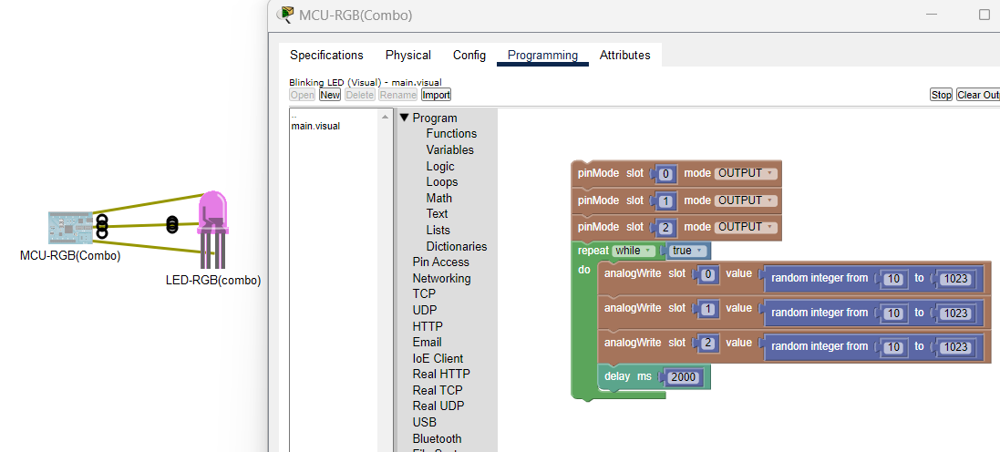 MCU-RGB(Combo)
Specifications Physical Config Programming Attributes
Blinking LED (Visual) - main.visual
Open New Delete Rename Import Stop Clear Out
..
main.visual
Program
Functions
Variables
Logic
Loops
Math
Text
Lists
Dictionaries
Pin Access
Networking
TCP
UDP
HTTP
Email
IoE Client
Real HTTP
Real TCP
Real UDP
USB
Bluetooth
pinMode slot 0 mode OUTPUT
pinMode slot 1 mode OUTPUT
pinMode slot 2 mode OUTPUT
repeat while true
do
analogWrite slot 0 value random integer from 10 to 1023
analogWrite slot 1 value random integer from 10 to 1023
analogWrite slot 2 value random integer from 10 to 1023
delay ms 2000
MCU-RGB(Combo)
LED-RGB(combo)